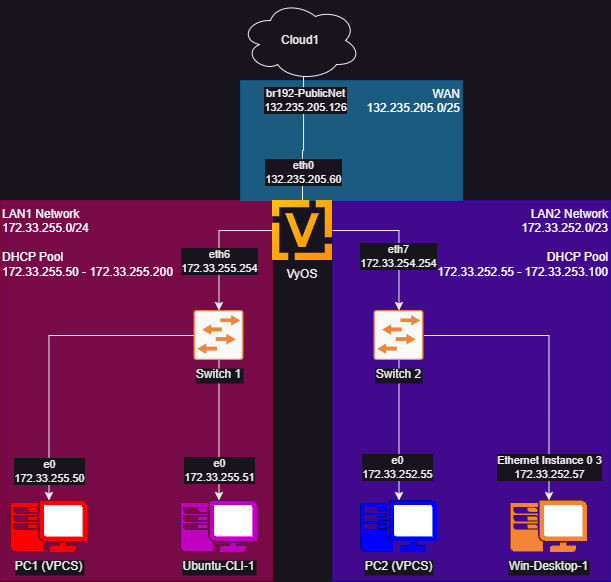 Cloud1
br192-PublicNet
132.235.205.126
WAN
132.235.205.0/25
eth0
132.235.205.60
LAN1 Network
172.33.255.0/24
DHCP Pool
172.33.255.50 - 172.33.255.200
eth6
172.33.255.254
V
VyOS
LAN2 Network
172.33.252.0/23
DHCP Pool
172.33.252.55 - 172.33.253.100
eth7
172.33.254.254
Switch 1
Switch 2
e0
172.33.255.50
e0
172.33.255.51
e0
172.33.252.55
Ethernet Instance 0 3
172.33.252.57
PC1 (VPCS)
Ubuntu-CLI-1
PC2 (VPCS)
Win-Desktop-1